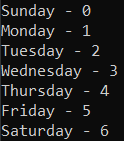 Sunday - 0
Monday - 1
Tuesday - 2
Wednesday - 3
Thursday - 4
Friday - 5
Saturday - 6